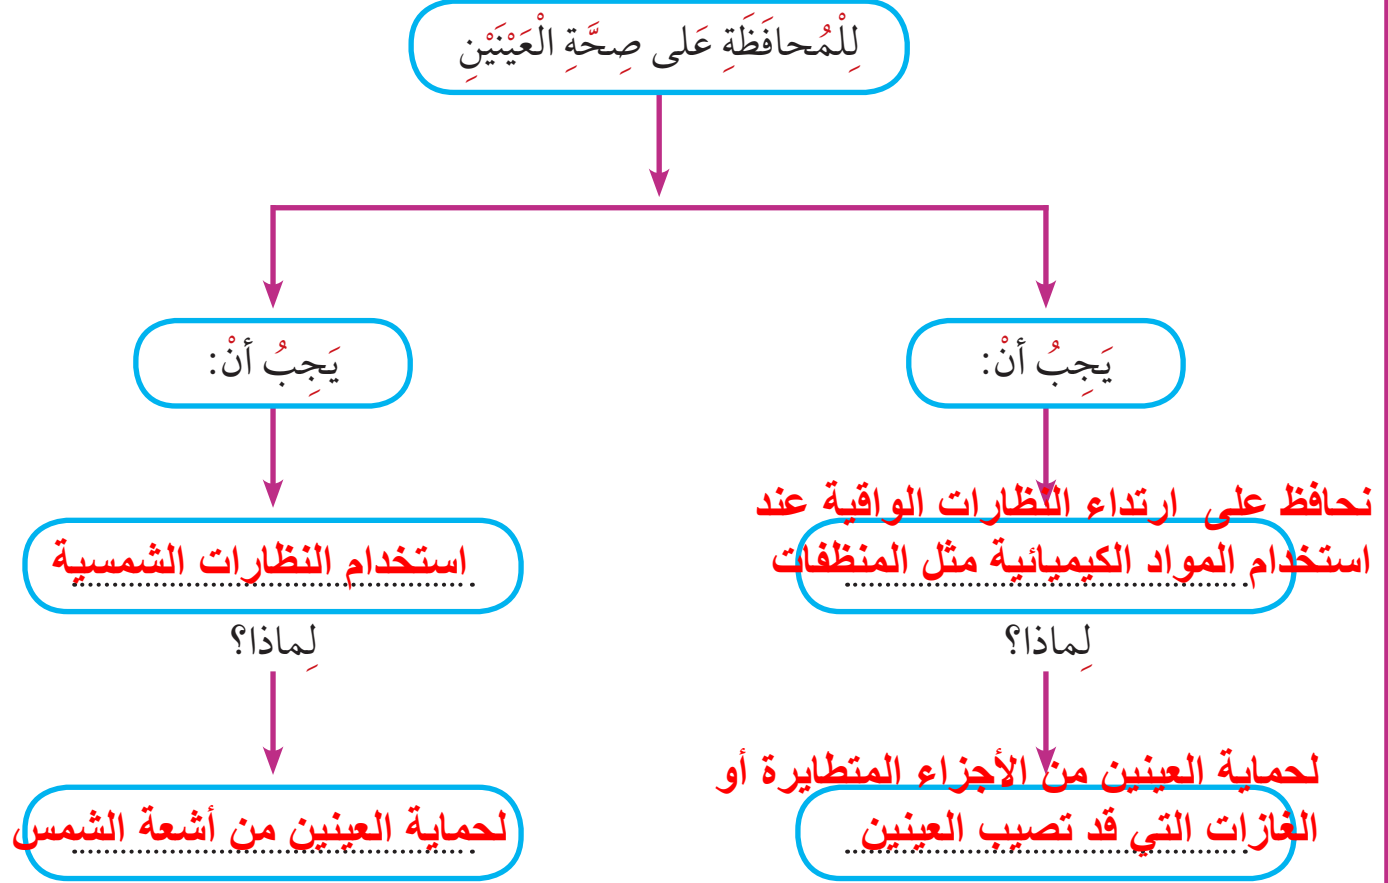 لِلْمُحافَظَةِ عَلى صِحَّةِ الْعَيْنَيْنِ
يَجِبُ أنْ:
يَجِبُ أنْ:
نحافظ على ارتداء النظارات الواقية عند
استخدام المواد الكيميائية مثل المنظفات
استخدام النظارات الشمسية
لِماذا؟
لِماذا؟
لحماية العينين من الأجزاء المتطايرة أو
الغازات التي قد تصيب العينين
لحماية العينين من أشعة الشمس